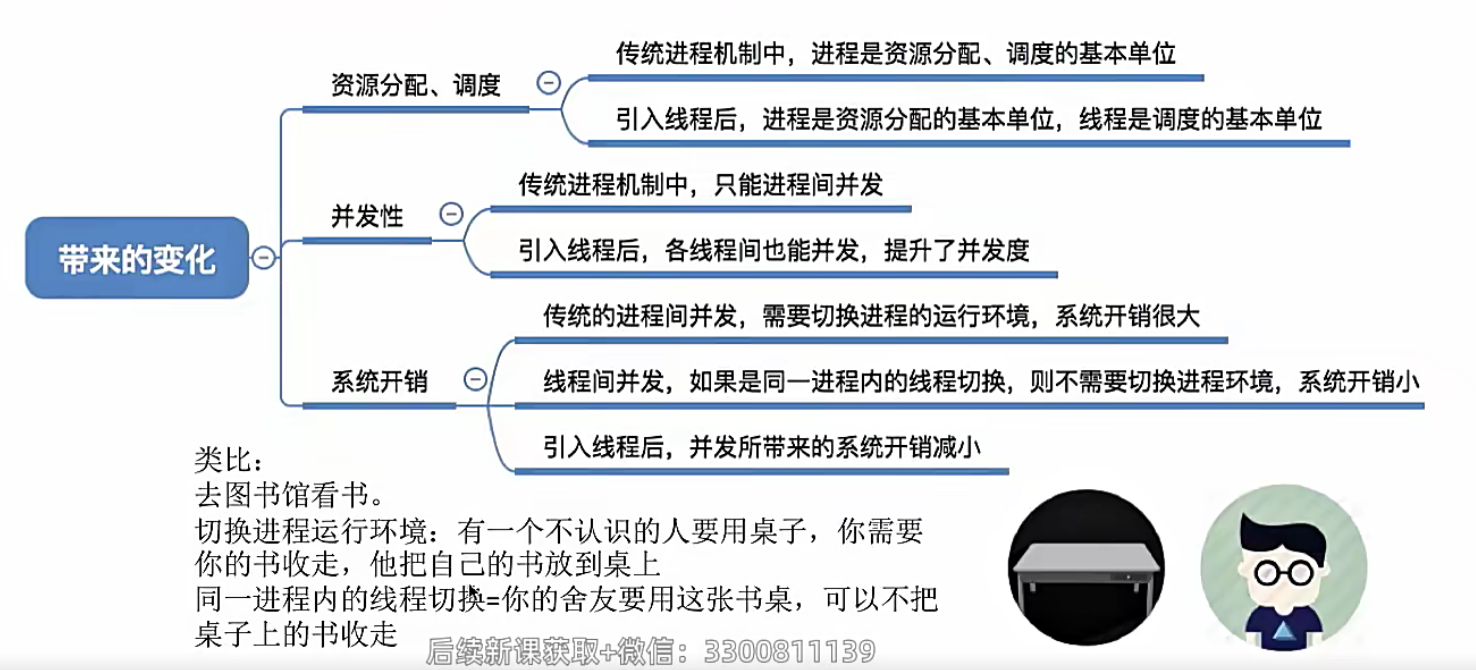 传统进程机制中，进程是资源分配、调度的基本单位
资源分配、调度
引入线程后，进程是资源分配的基本单位，线程是调度的基本单位
传统进程机制中，只能进程间并发
并发性
引入线程后，各线程间也能并发，提升了并发度
带来的变化
传统的进程间并发，需要切换进程的运行环境，系统开销很大
系统开销
线程间并发，如果是同一进程内的线程切换，则不需要切换进程环境，系统开销小
引入线程后，并发所带来的系统开销减小
类比：
去图书馆看书。
切换进程运行环境：有一个不认识的人要用桌子，你需要
你的书收走，他把自己的书放到桌上
同一进程内的线程切换=你的舍友要用这张书桌，可以不把
桌子上的书收走
后续新课获取+微信：3300811139